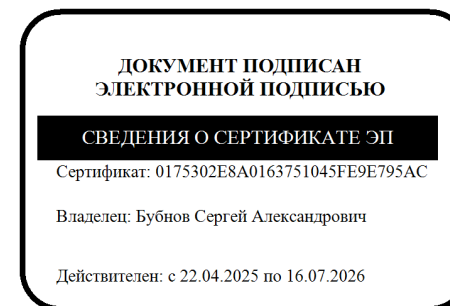 ДОКУМЕНТ ПОДПИСАН
ЭЛЕКТРОННОЙ ПОДПИСЬЮ
СВЕДЕНИЯ О СЕРТИФИКАТЕ ЭП
Сертификат: 0175302E8A0163751045FE9E795AC
Владелец: Бубнов Сергей Александрович
Действителен: с 22.04.2025 по 16.07.2026